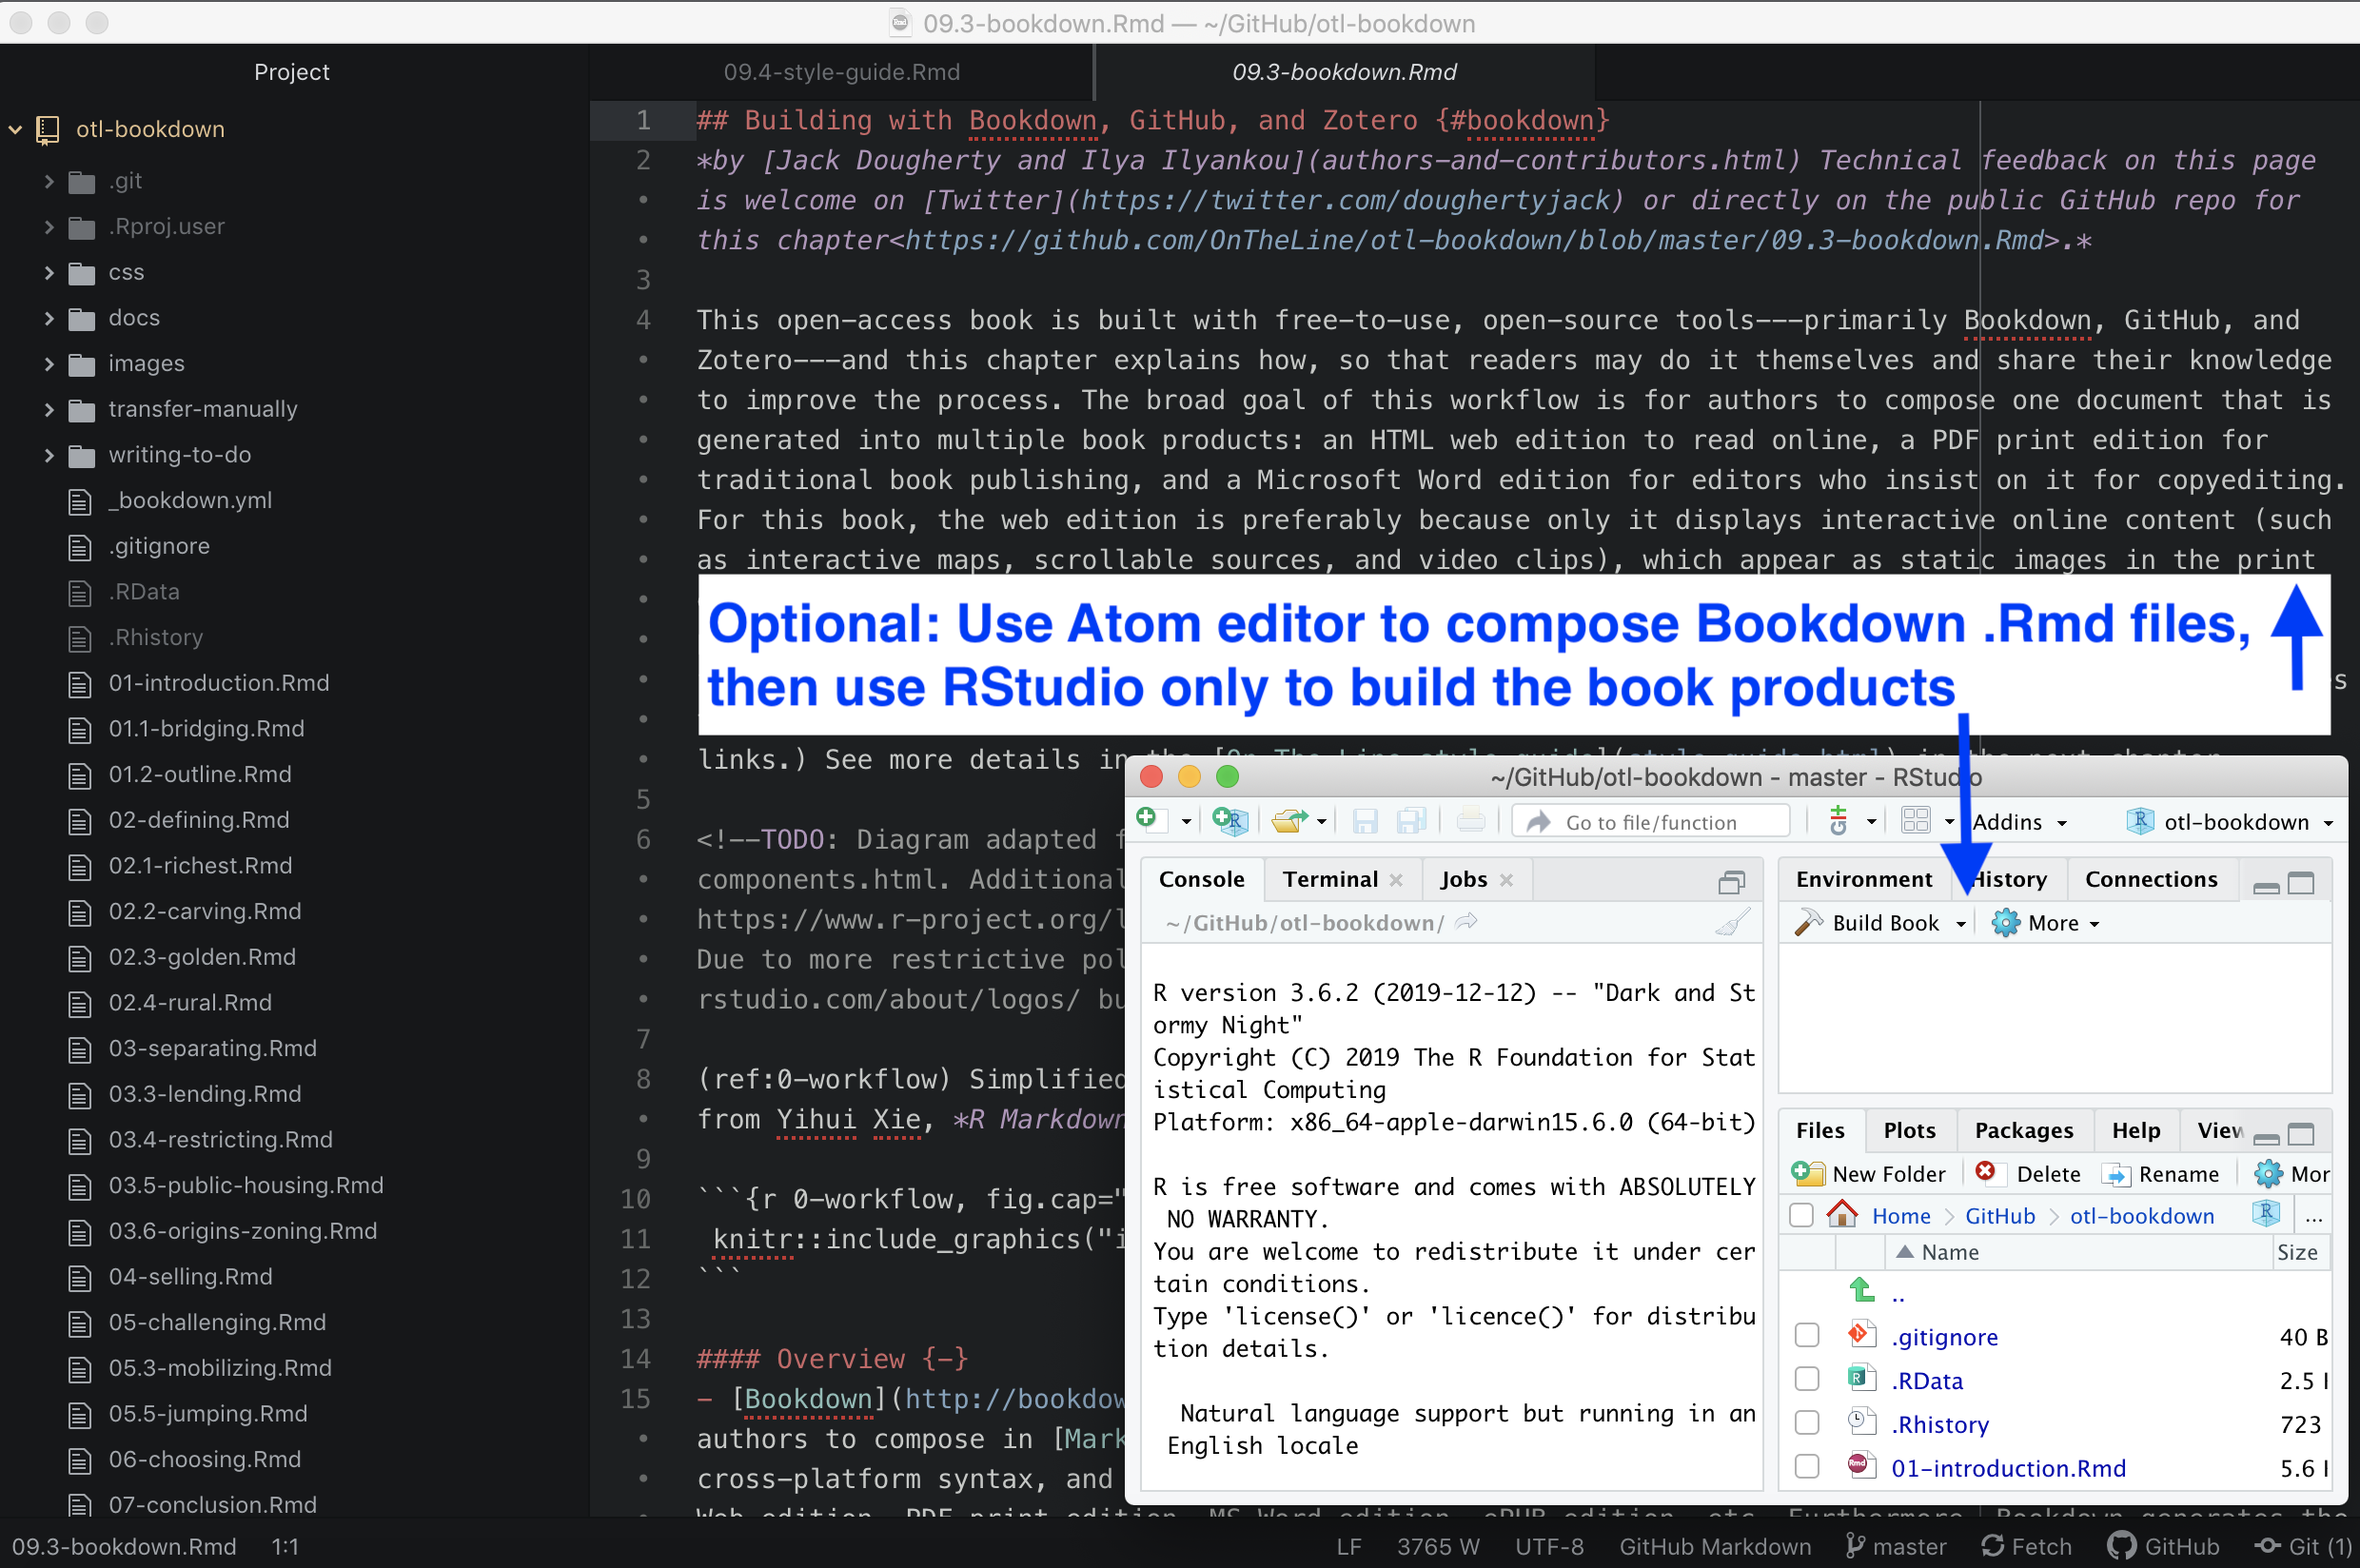 09.3-bookdown.Rmd — ~/GitHub/otl-bookdown
Project
otl-bookdown
.git
.Rproj.user
css
docs
images
transfer-manually
writing-to-do
_bookdown.yml
.gitignore
.RData
.Rhistory
01-introduction.Rmd
01.1-bridging.Rmd
01.2-outline.Rmd
02-defining.Rmd
02.1-richest.Rmd
02.2-carving.Rmd
02.3-golden.Rmd
02.4-rural.Rmd
03-separating.Rmd
03.3-lending.Rmd
03.4-restricting.Rmd
03.5-public-housing.Rmd
03.6-origins-zoning.Rmd
04-selling.Rmd
05-challenging.Rmd
05.3-mobilizing.Rmd
05.5-jumping.Rmd
06-choosing.Rmd
07-conclusion.Rmd
09.4-style-guide.Rmd
09.3-bookdown.Rmd
1 ## Building with Bookdown, GitHub, and Zotero {#bookdown}
2 *by [Jack Dougherty and Ilya Ilyankou](authors-and-contributors.html) Technical feedback on this page
• is welcome on [Twitter](https://twitter.com/doughertyjack) or directly on the public GitHub repo for
• this chapter<https://github.com/OnTheLine/otl-bookdown/blob/master/09.3-bookdown.Rmd>.*
3
4 This open-access book is built with free-to-use, open-source tools---primarily Bookdown, GitHub, and
• Zotero---and this chapter explains how, so that readers may do it themselves and share their knowledge
• to improve the process. The broad goal of this workflow is for authors to compose one document that is
• generated into multiple book products: an HTML web edition to read online, a PDF print edition for
• traditional book publishing, and a Microsoft Word edition for editors who insist on it for copyediting.
• For this book, the web edition is preferably because only it displays interactive online content (such
• as interactive maps, scrollable sources, and video clips), which appear as static images in the print
Optional: Use Atom editor to compose Bookdown .Rmd files,
then use RStudio only to build the book products
• links.) See more details in the [On The Line style guide](style-guide.html) in the next chapter.
5
6 <!--TODO: Diagram adapted
• components.html. Additional
• https://www.r-project.org/
• Due to more restrictive
• rstudio.com/about/logos/
7
8 (ref:0-workflow) Simplified
• from Yihui Xie, *R Markdown
9
10 ```{r 0-workflow, fig.cap="
11 knitr::include_graphics("i
12 ```
13
14 #### Overview {-}
15 - [Bookdown](http://bookdow
• authors to compose in [Mark
• cross-platform syntax, and
~/GitHub/otl-bookdown - master - RStudio
Go to file/function
Addins
otl-bookdown
Console Terminal Jobs
~/GitHub/otl-bookdown/
R version 3.6.2 (2019-12-12) -- "Dark and St
ormy Night"
Copyright (C) 2019 The R Foundation for Stat
istical Computing
Platform: x86_64-apple-darwin15.6.0 (64-bit)
R is free software and comes with ABSOLUTELY
NO WARRANTY.
You are welcome to redistribute it under cer
tain conditions.
Type 'license()' or 'licence()' for distribu
tion details.
Natural language support but running in an
English locale
Environment History Connections
Build Book More
Files Plots Packages Help View
New Folder Delete Rename Mor
Home GitHub otl-bookdown ...
Name Size
..
.gitignore 40 B
.RData 2.5
.Rhistory 723
01-introduction.Rmd 5.6
09.3-bookdown.Rmd 1:1
LF 3765 W UTF-8 GitHub Markdown master Fetch GitHub Git (1)